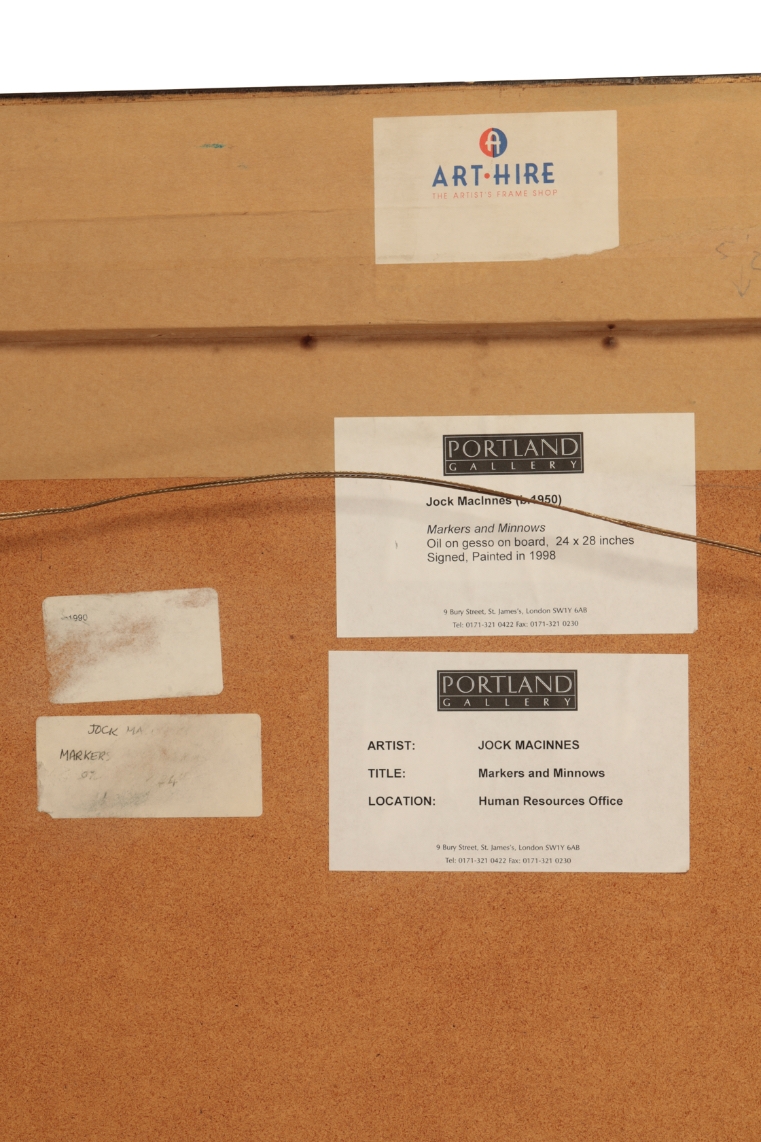 A
ART·HIRE
THE ARTIST'S FRAME SHOP
PORTLAND
GALLERY
Jock MacInnes (b.1950)
Markers and Minnows
Oil on gesso on board, 24 x 28 inches
Signed, Painted in 1998
9 Bury Street, St. James's, London SW1Y 6AB
Tel: 0171-321 0422 Fax: 0171-321 0230
JOCK MA
MARKERS
PORTLAND
GALLERY
ARTIST: JOCK MACINNES
TITLE: Markers and Minnows
LOCATION: Human Resources Office
9 Bury Street, St. James's, London SW1Y 6AB
Tel: 0171-321 0422 Fax: 0171-321 0230